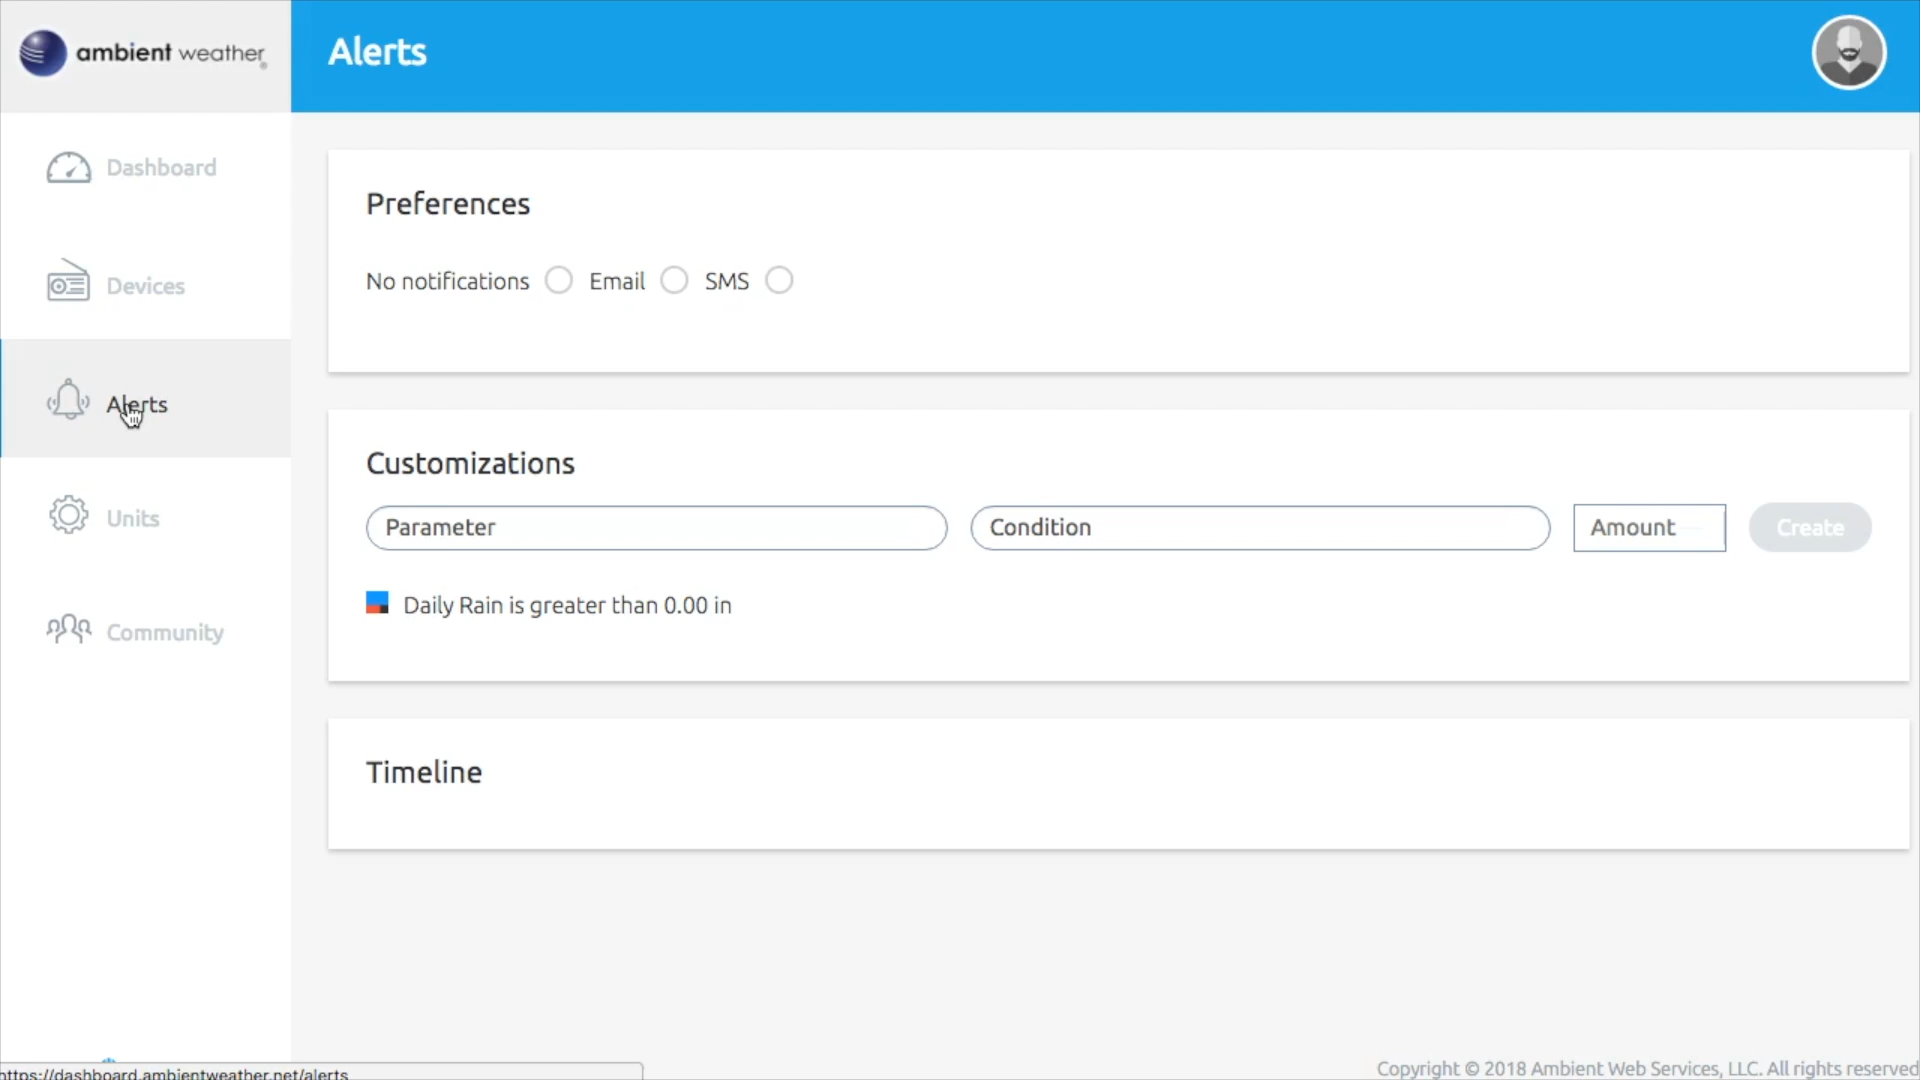 ambient weather
Alerts
Dashboard
Devices
Alerts
Units
Community
Preferences
No notifications Email SMS
Customizations
Parameter Condition Amount Create
Daily Rain is greater than 0.00 in
Timeline
https://dashboard.ambientweather.net/alerts
Copyright © 2018 Ambient Web Services, LLC. All rights reserved